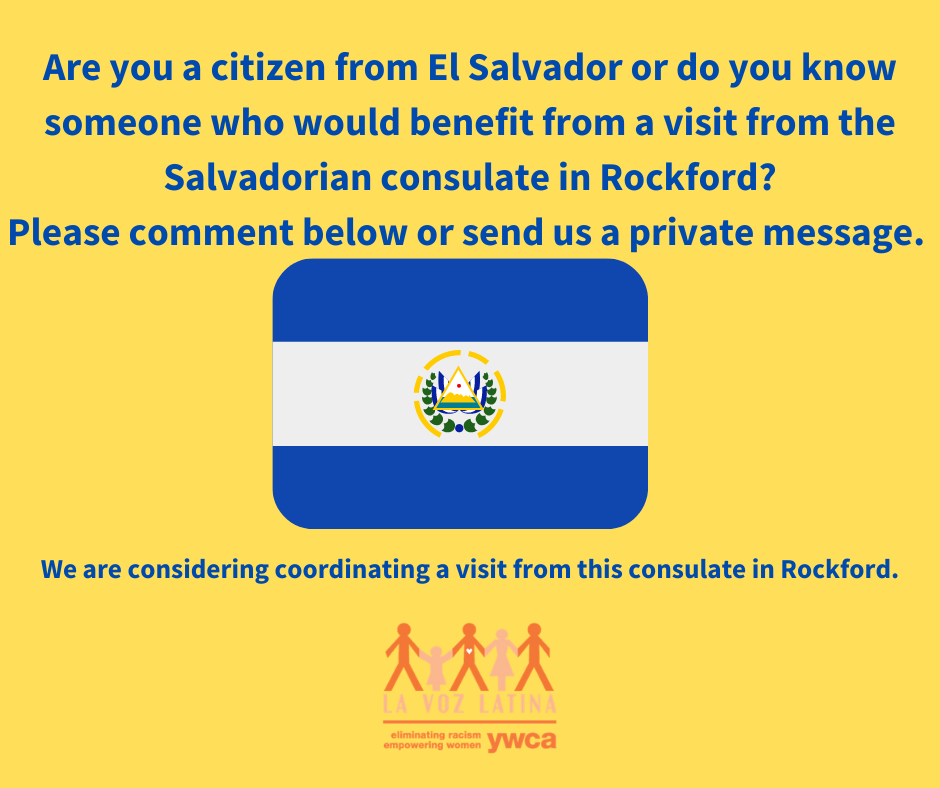 Are you a citizen from El Salvador or do you know
someone who would benefit from a visit from the
Salvadorian consulate in Rockford?
Please comment below or send us a private message.
We are considering coordinating a visit from this consulate in Rockford.
LA VOZ LATINA
eliminating racism
empowering women ywca